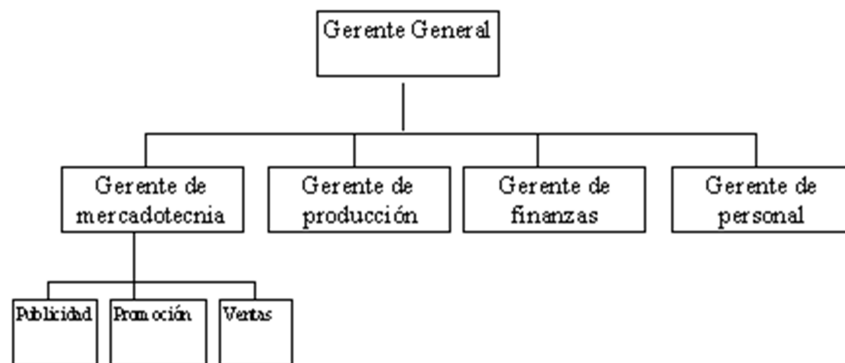 Gerente General
Gerente de
mercadotecnia
Gerente de
producción
Gerente de
finanzas
Gerente de
personal
Publicidad
Promoción
Ventas